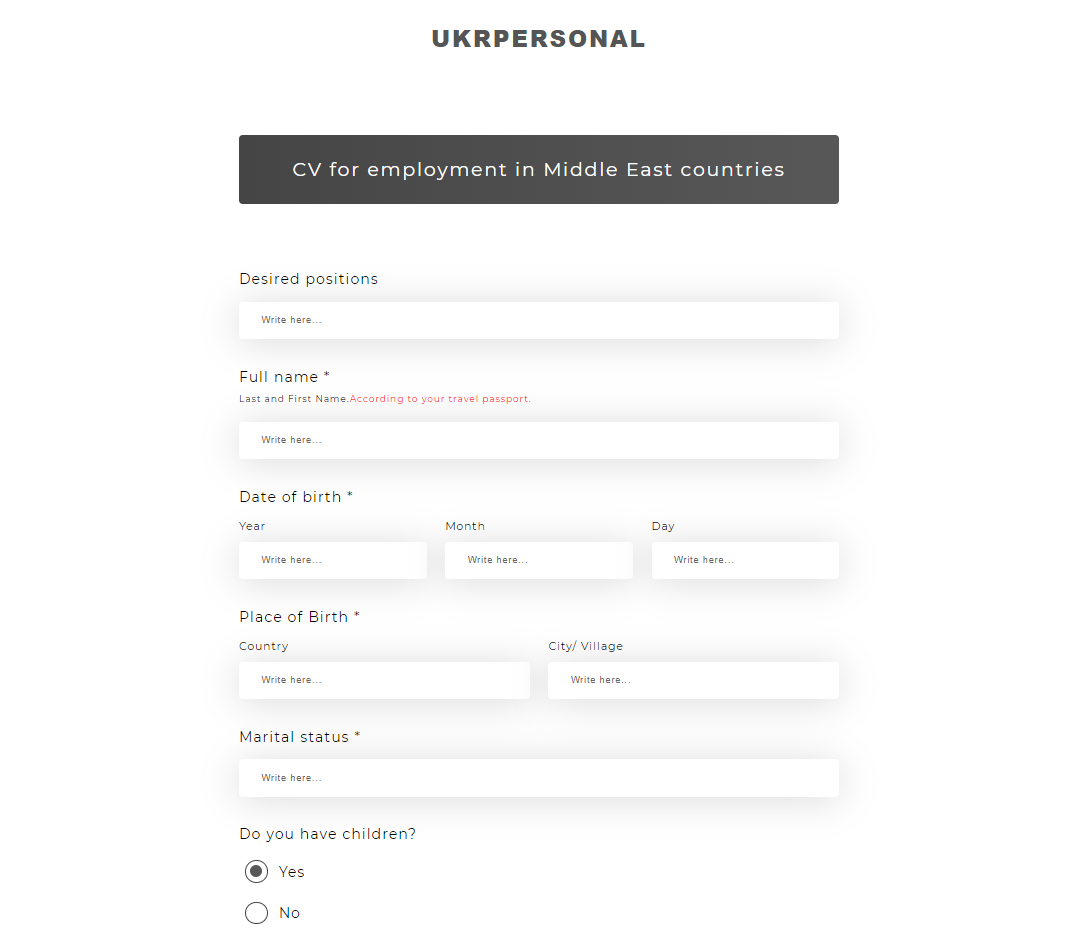 UKRPERSONAL
CV for employment in Middle East countries
Desired positions
Write here...
Full name *
Last and First Name.According to your travel passport.
Write here...
Date of birth *
Year Month Day
Write here... Write here... Write here...
Place of Birth *
Country City/ Village
Write here... Write here...
Marital status *
Write here...
Do you have children?
Yes
No